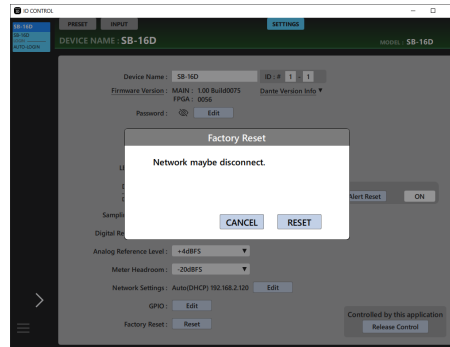 IO CONTROL
PRESET INPUT SETTINGS
SB-16D
SB-16D
AUTO-LOGIN
DEVICE NAME : SB-16D
MODEL : SB-16D
Device Name : SB-16D ID : # 1 - 1
Firmware Version : MAIN : 1.00 Build0075 Dante Version Info ▼
FPGA : 0056
Password : Edit
Factory Reset
Network maybe disconnect.
Alert Reset ON
CANCEL RESET
Digital Re
Analog Reference Level : +4dBFS ▼
Meter Headroom : -20dBFS ▼
Network Settings : Auto(DHCP) 192.168.2.120 Edit
GPIO : Edit
Controlled by this application
Factory Reset : Reset
Release Control